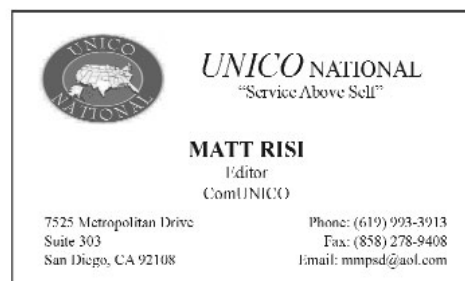 UNICO
NATIONAL
UNICO NATIONAL
"Service Above Self"
MATT RISI
Editor
ComUNICO
7525 Metropolitan Drive
Suite 303
San Diego, CA 92108
Phone: (619) 993-3913
Fax: (858) 278-9408
Email: mmpsd@aol.com